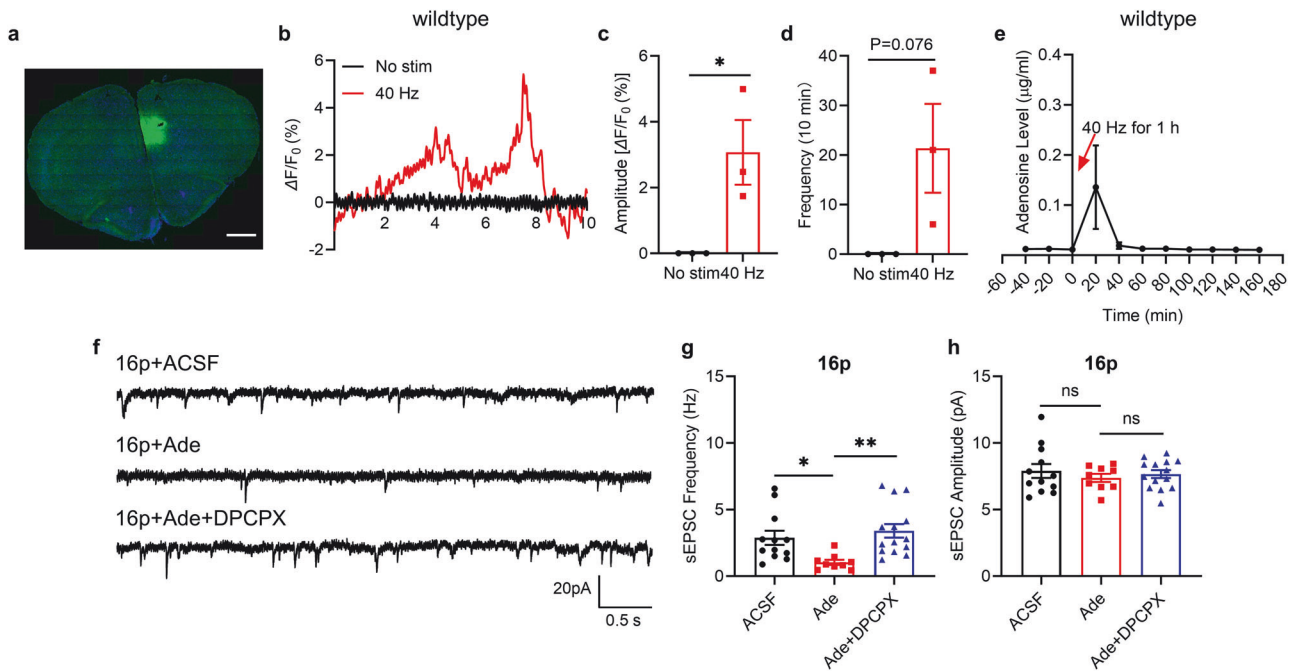 wildtype
wildtype
a
b
No stim
40 Hz
ΔF/F₀ (%)
6
4
2
0
-2
2
4
6
8
10
c
Amplitude [ΔF/F₀ (%)]
6
4
2
0
*
No stim
40 Hz
d
P=0.076
Frequency (10 min)
40
30
20
10
0
No stim
40 Hz
e
Adenosine Level (μg/ml)
0.4
0.3
0.2
0.1
40 Hz for 1 h
-60
-40
-20
0
20
40
60
80
100
120
140
160
180
Time (min)
f
16p+ACSF
16p+Ade
16p+Ade+DPCPX
20pA
0.5 s
g
16p
sEPSC Frequency (Hz)
15
10
5
0
*
**
ACSF
Ade
Ade+DPCPX
h
16p
sEPSC Amplitude (pA)
15
10
5
0
ns
ns
ACSF
Ade
Ade+DPCPX